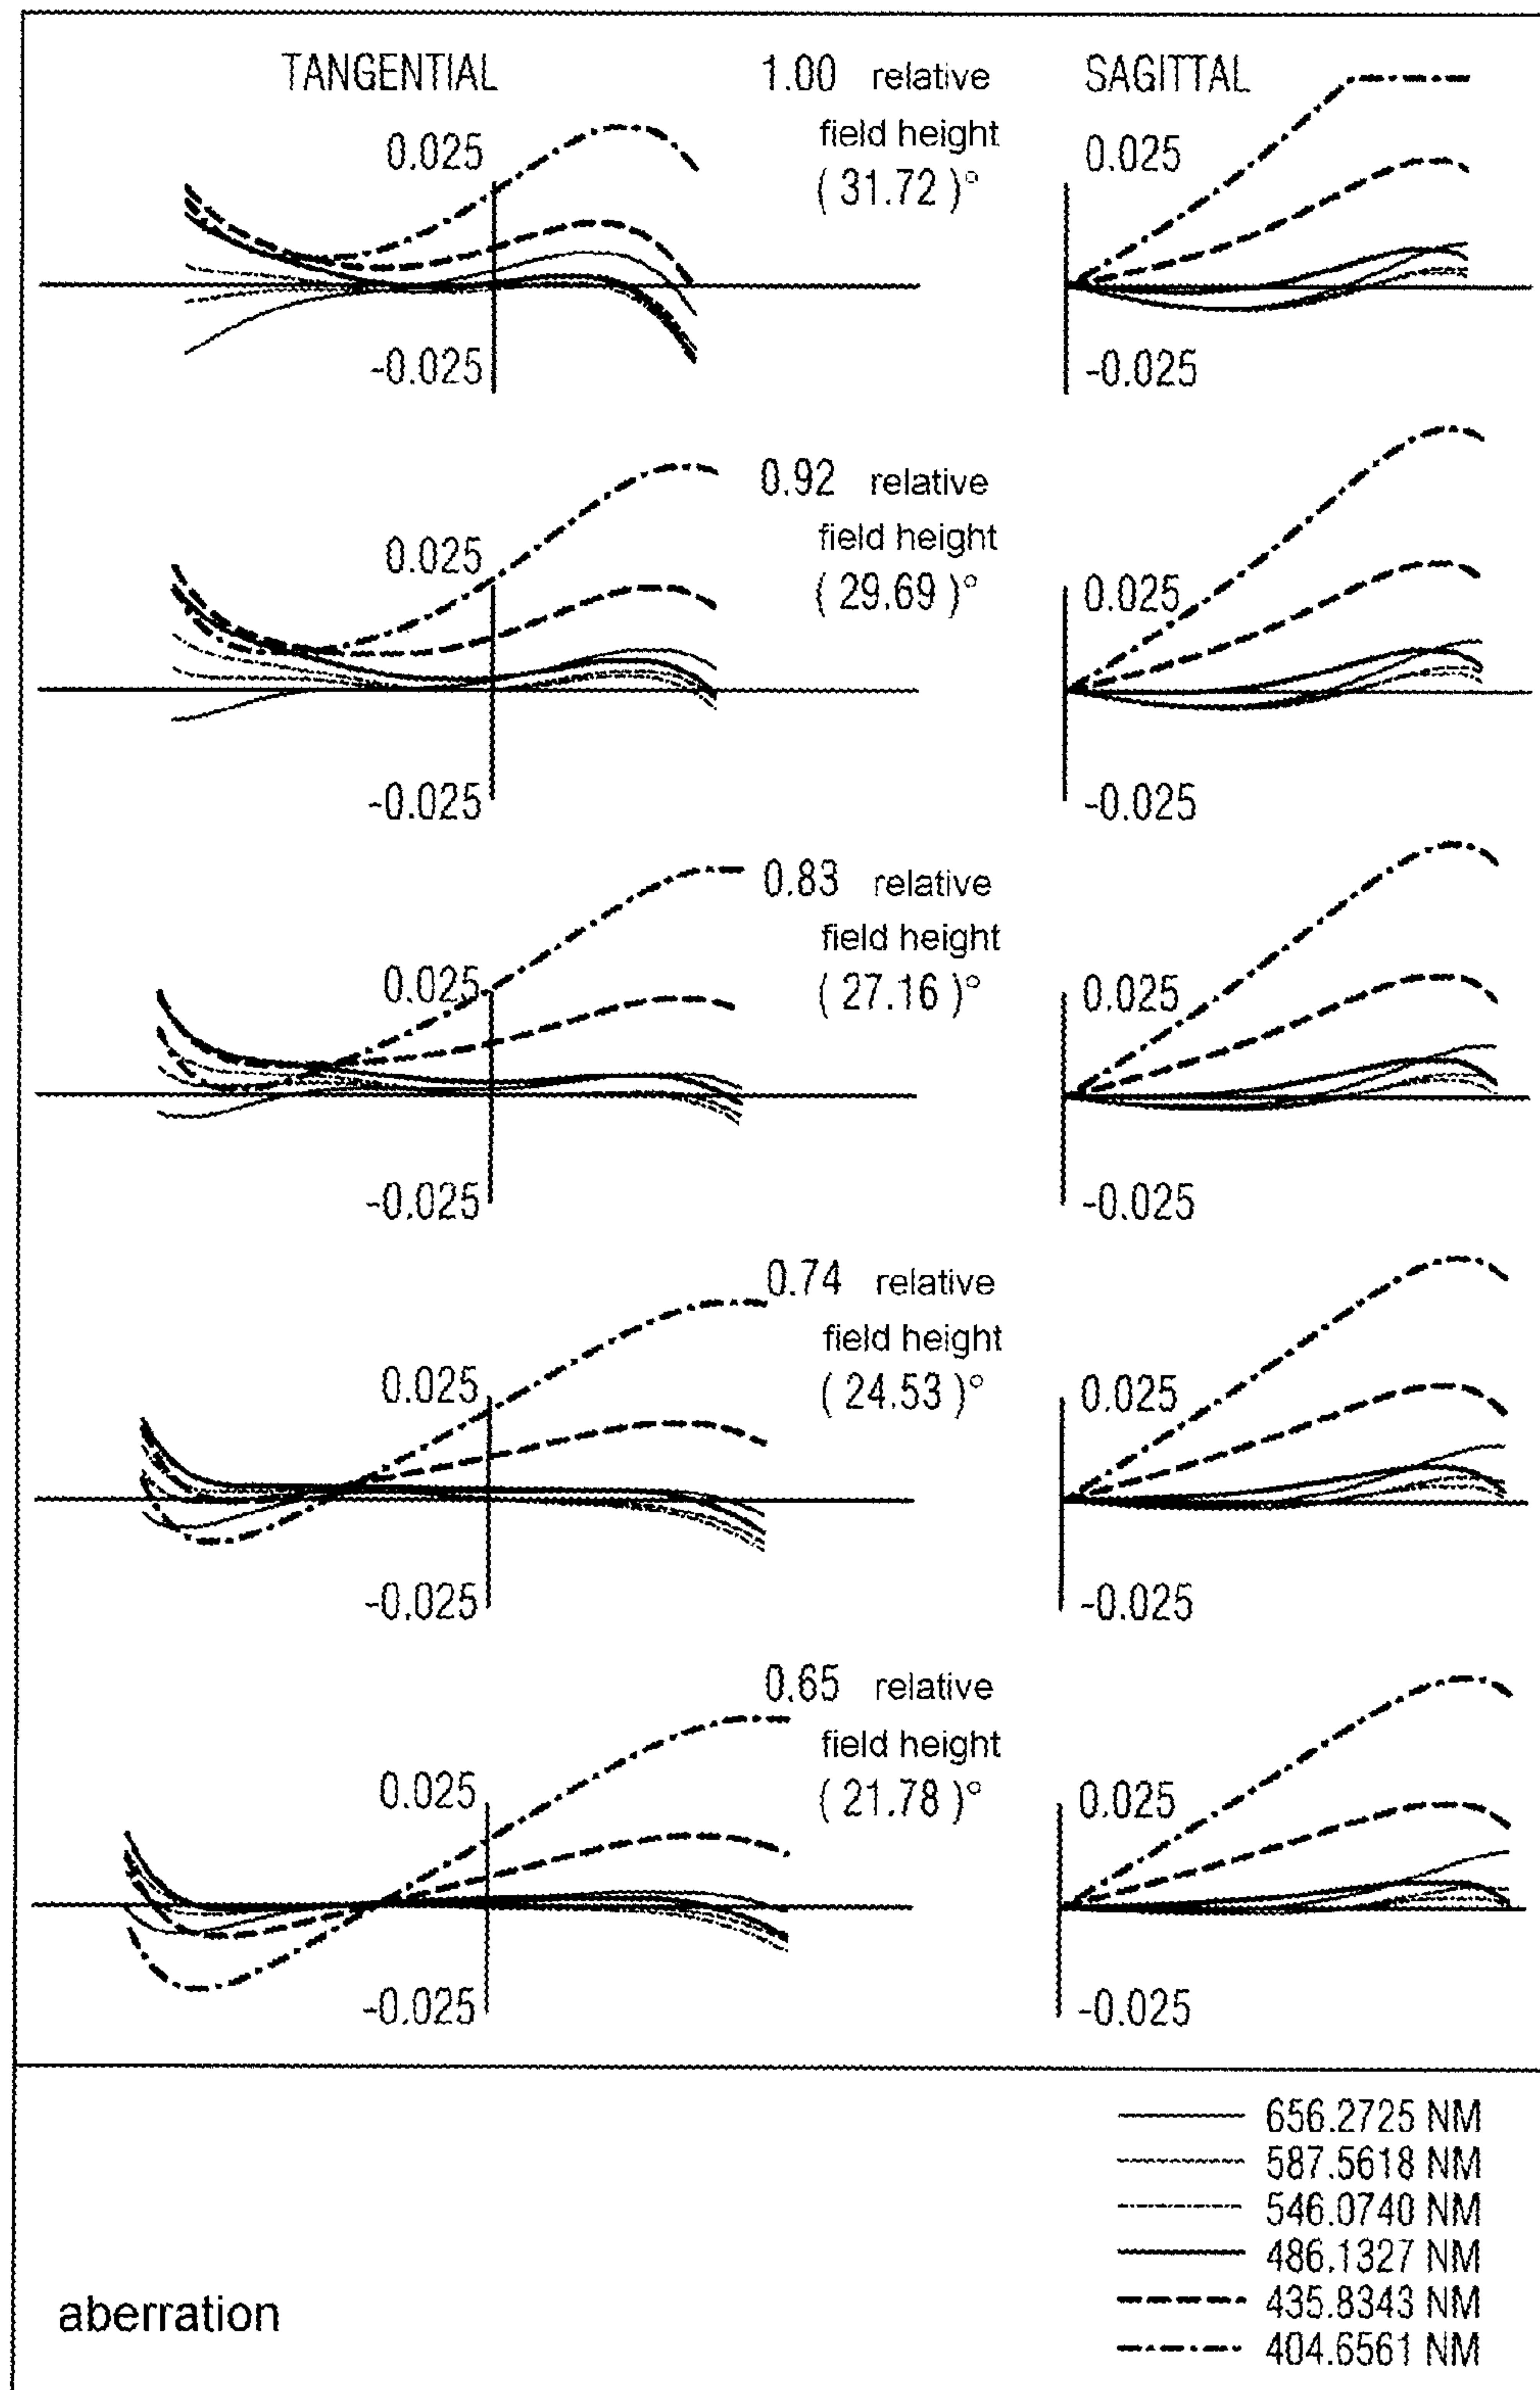 TANGENTIAL 1.00 relative SAGITTAL
field height
0.025 0.025
( 31.72 )°
-0.025 -0.025
0.92 relative
field height
0.025 0.025
( 29.69 )°
-0.025 -0.025
0.83 relative
field height
0.025 0.025
( 27.16 )°
-0.025 -0.025
0.74 relative
field height
0.025 0.025
( 24.53 )°
-0.025 -0.025
0.65 relative
field height
0.025 0.025
( 21.78 )°
-0.025 -0.025
656.2725 NM
587.5618 NM
546.0740 NM
486.1327 NM
435.8343 NM
404.6561 NM
aberration